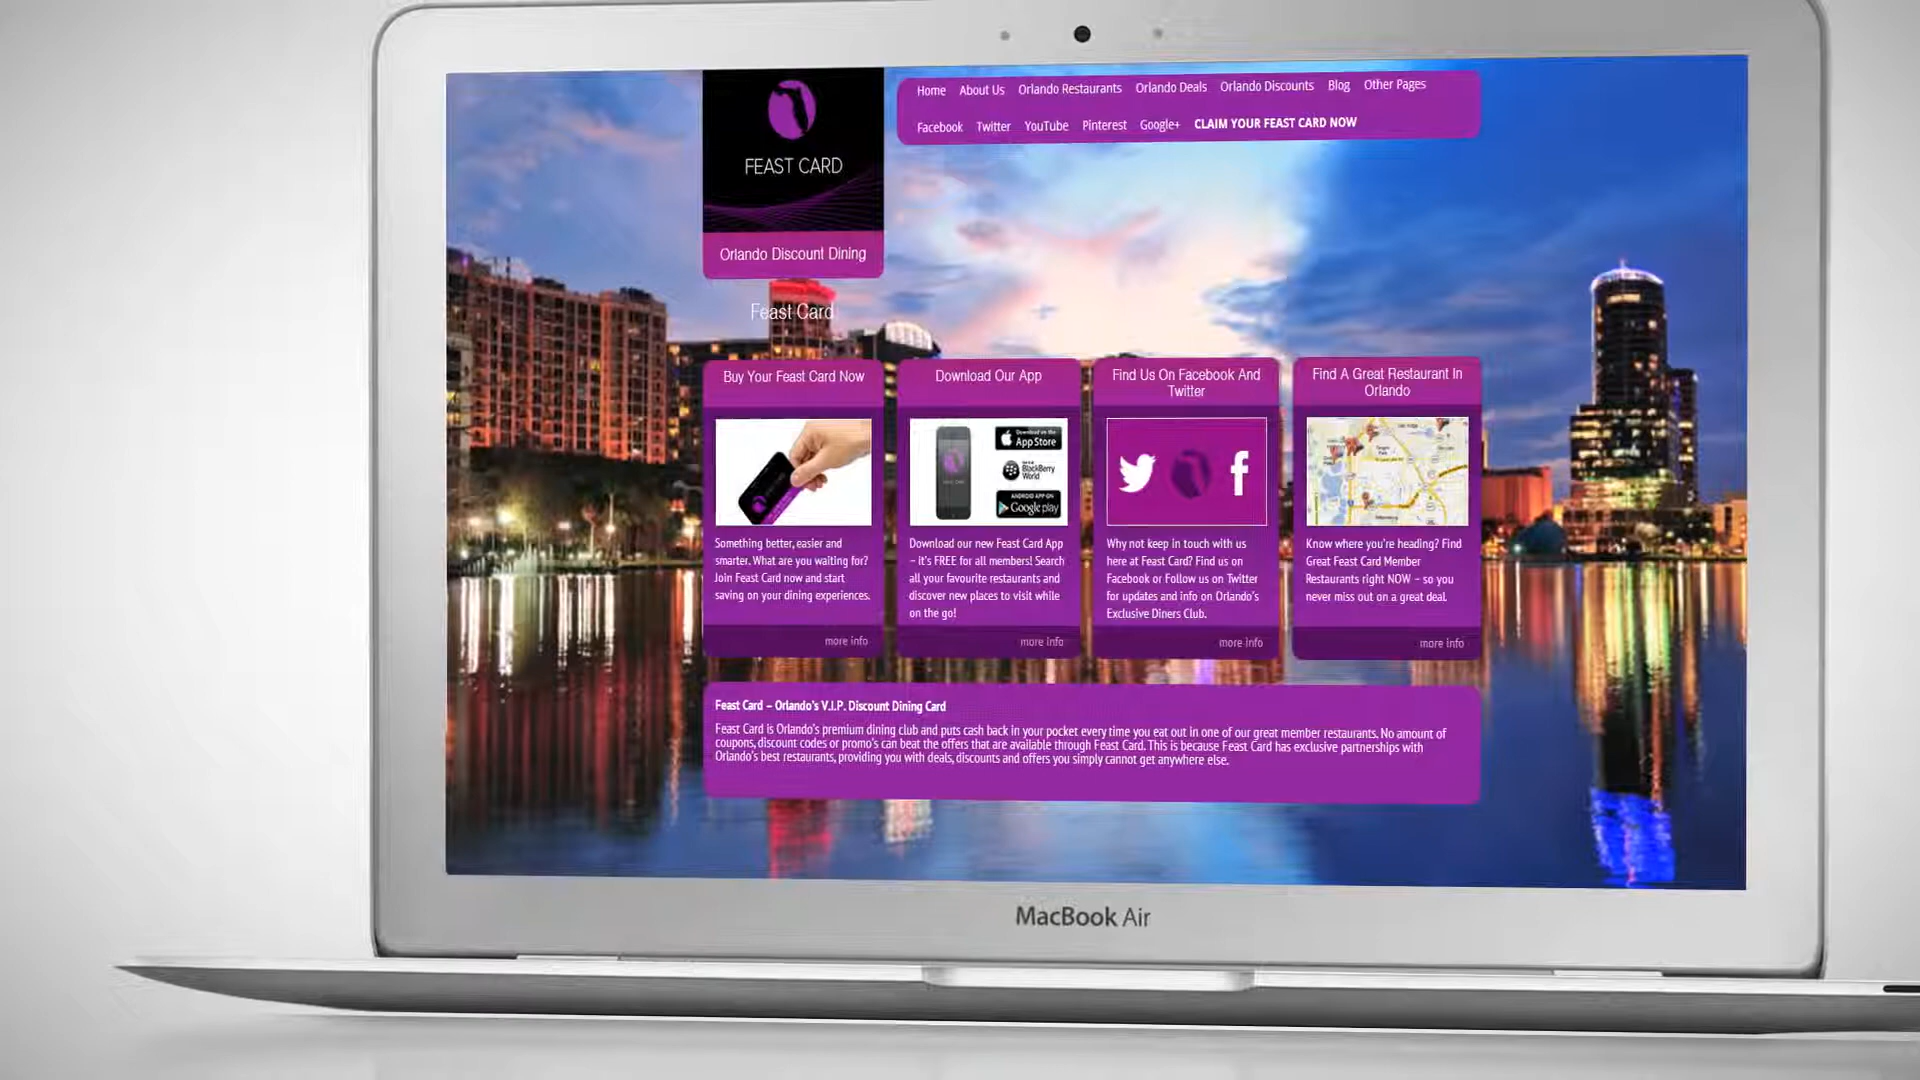 FEAST CARD
Orlando Discount Dining
Home About Us Orlando Restaurants Orlando Deals Orlando Discounts Blog Other Pages
Facebook Twitter YouTube Pinterest Google+ CLAIM YOUR FEAST CARD NOW
Feast Card
Buy Your Feast Card Now
Something better, easier and
smarter. What are you waiting for?
Join Feast Card now and start
saving on your dining experiences.
more info
Download Our App
Download on the
App Store
BlackBerry
World
ANDROID APP ON
Google play
Download our new Feast Card App
– it's FREE for all members! Search
all your favourite restaurants and
discover new places to visit while
on the go!
more info
Find Us On Facebook And
Twitter
Why not keep in touch with us
here at Feast Card? Find us on
Facebook or Follow us on Twitter
for updates and info on Orlando's
Exclusive Diners Club.
more info
Find A Great Restaurant In
Orlando
Know where you're heading? Find
Great Feast Card Member
Restaurants right NOW – so you
never miss out on a great deal.
more info
Feast Card – Orlando's V.I.P. Discount Dining Card
Feast Card is Orlando's premium dining club and puts cash back in your pocket every time you eat out in one of our great member restaurants. No amount of
coupons, discount codes or promo's can beat the offers that are available through Feast Card. This is because Feast Card has exclusive partnerships with
Orlando's best restaurants, providing you with deals, discounts and offers you simply cannot get anywhere else.
MacBook Air